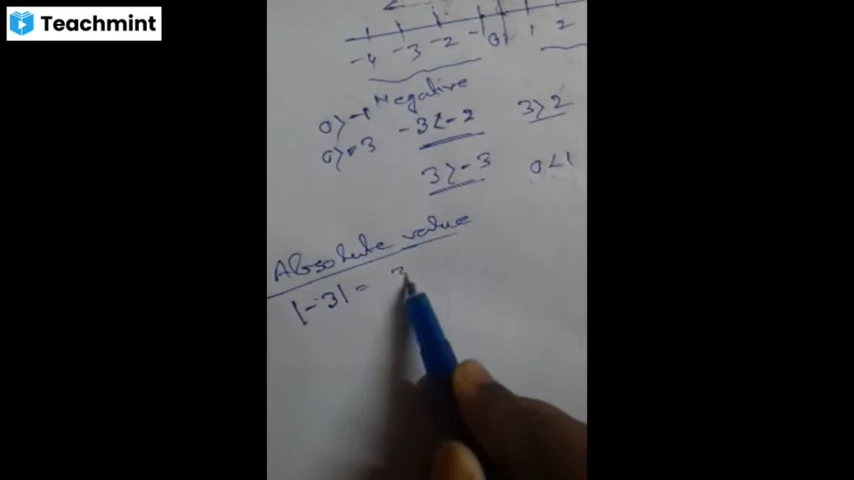 Teachmint
-4 -3 -2 -1 0 1 2
Negative
0>-1 -3<-2 3>2
0>-3 3>-3 0<1
Absolute value
|-3| = 3